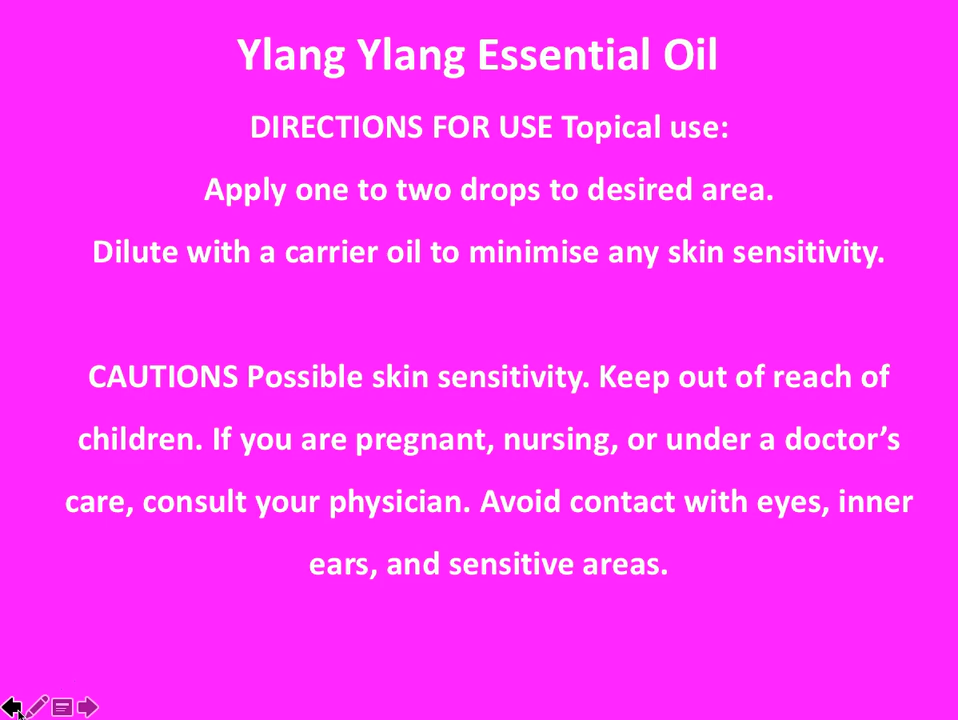 Ylang Ylang Essential Oil
DIRECTIONS FOR USE Topical use:
Apply one to two drops to desired area.
Dilute with a carrier oil to minimise any skin sensitivity.
CAUTIONS Possible skin sensitivity. Keep out of reach of
children. If you are pregnant, nursing, or under a doctor’s
care, consult your physician. Avoid contact with eyes, inner
ears, and sensitive areas.